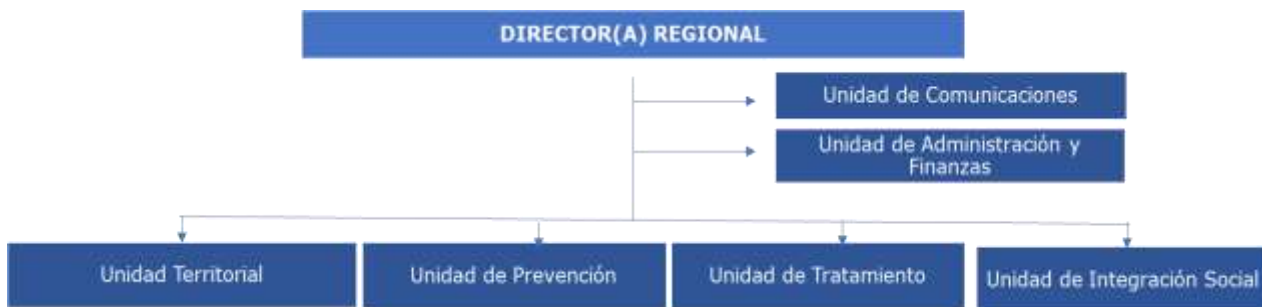 DIRECTOR(A) REGIONAL
Unidad de Comunicaciones
Unidad de Administración y
Finanzas
Unidad Territorial
Unidad de Prevención
Unidad de Tratamiento
Unidad de Integración Social